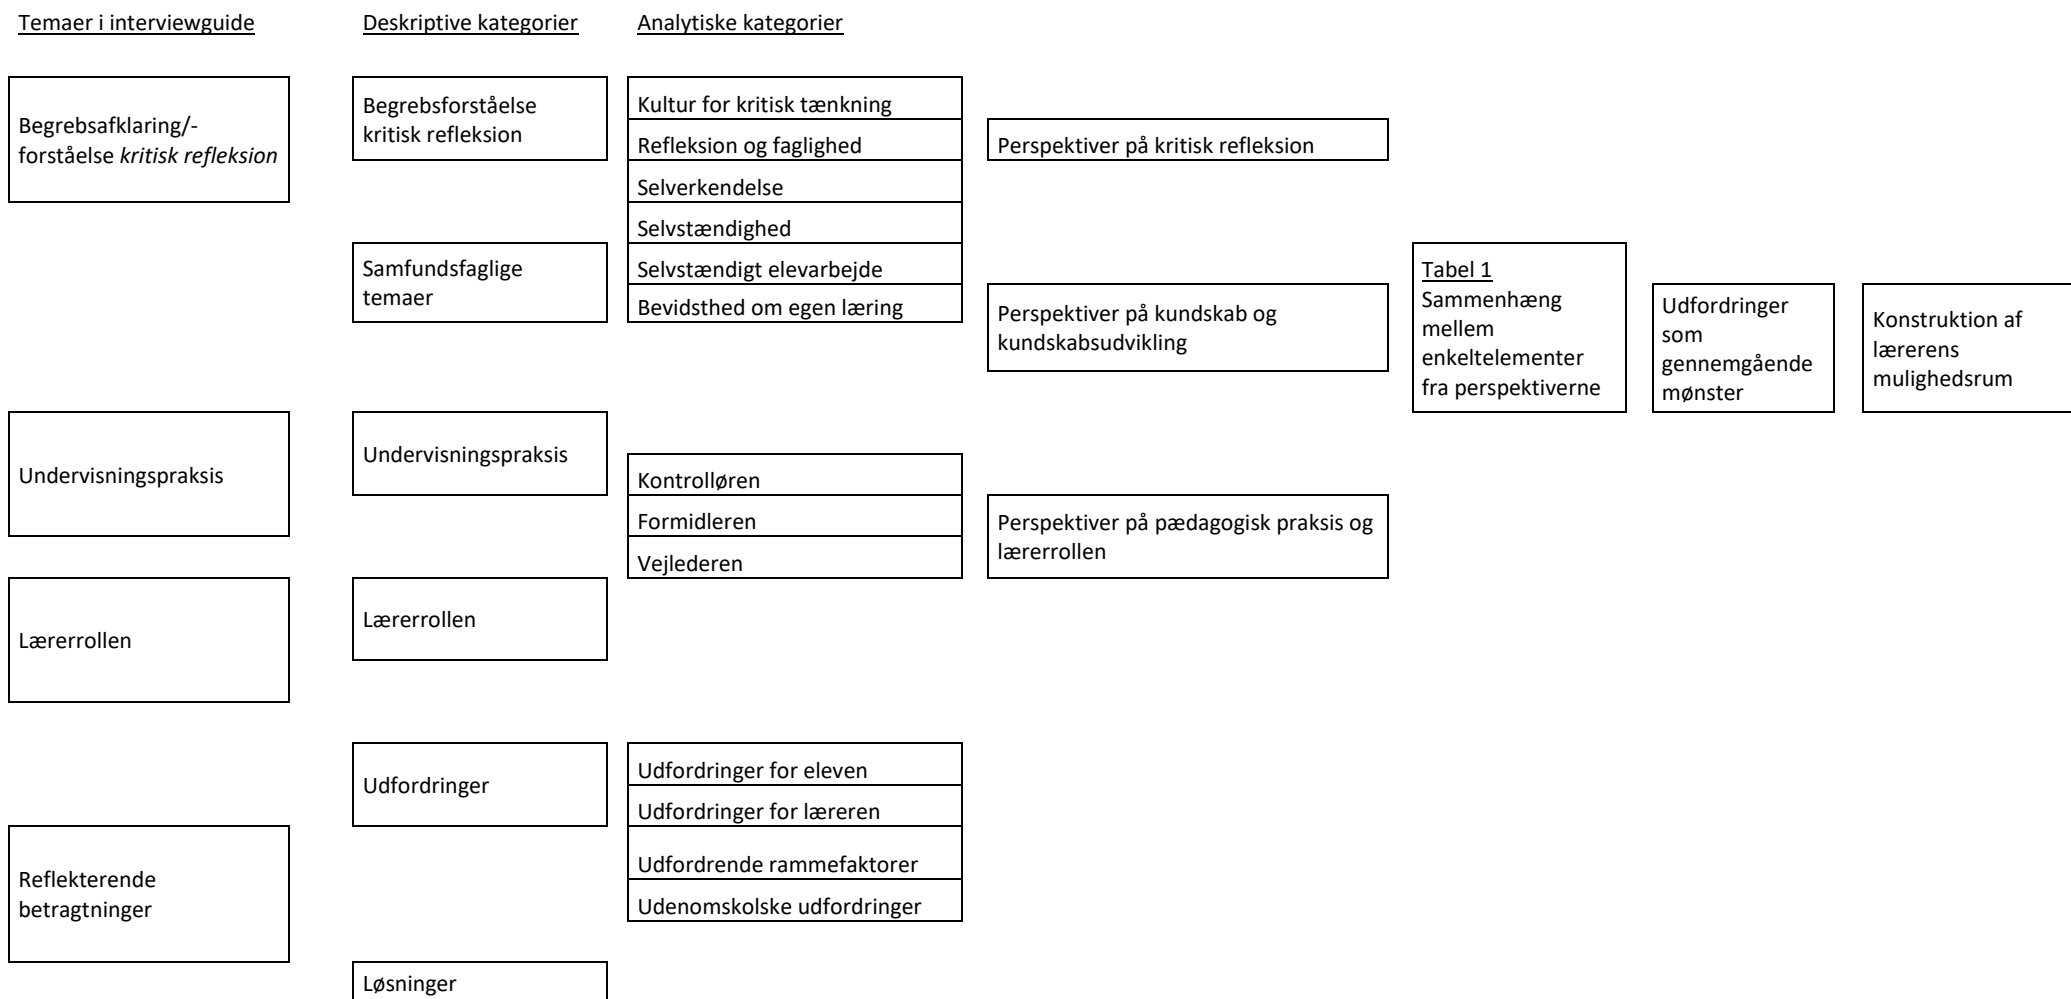 Temaer i interviewguide
Deskriptive kategorier
Analytiske kategorier
Begrebsafklaring/-
forståelse kritisk refleksion
Undervisningspraksis
Lærerrollen
Reflekterende
betragtninger
Begrebsforståelse
kritisk refleksion
Samfundsfaglige
temaer
Undervisningspraksis
Lærerrollen
Udfordringer
Løsninger
Kultur for kritisk tænkning
Refleksion og faglighed
Selverkendelse
Selvstændighed
Selvstændigt elevarbejde
Bevidsthed om egen læring
Kontrolløren
Formidleren
Vejlederen
Udfordringer for eleven
Udfordringer for læreren
Udfordrende rammefaktorer
Udenomskolske udfordringer
Perspektiver på kritisk refleksion
Perspektiver på kundskab og
kundskabsudvikling
Perspektiver på pædagogisk praksis og
lærerrollen
Tabel 1
Sammenhæng
mellem
enkeltelementer
fra perspektiverne
Udfordringer
som
gennemgående
mønster
Konstruktion af
lærerens
mulighedsrum